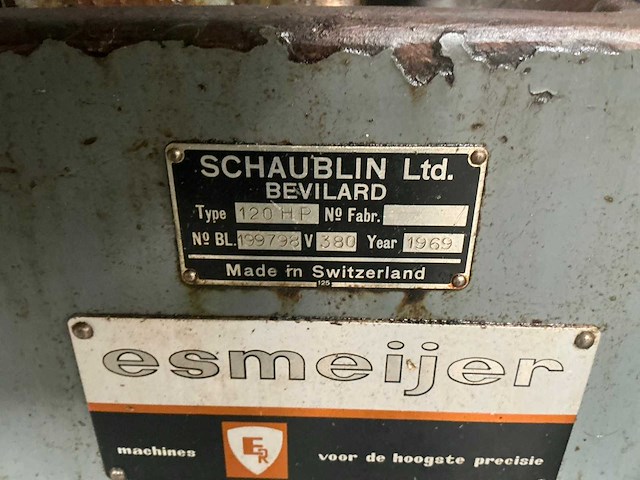 SCHAUBLIN Ltd.
BEVILARD
Type 120 HP No Fabr.
No BL. 199798 V 380 Year 1969
Made in Switzerland
125
esmeijer
machines ER voor de hoogste precisie